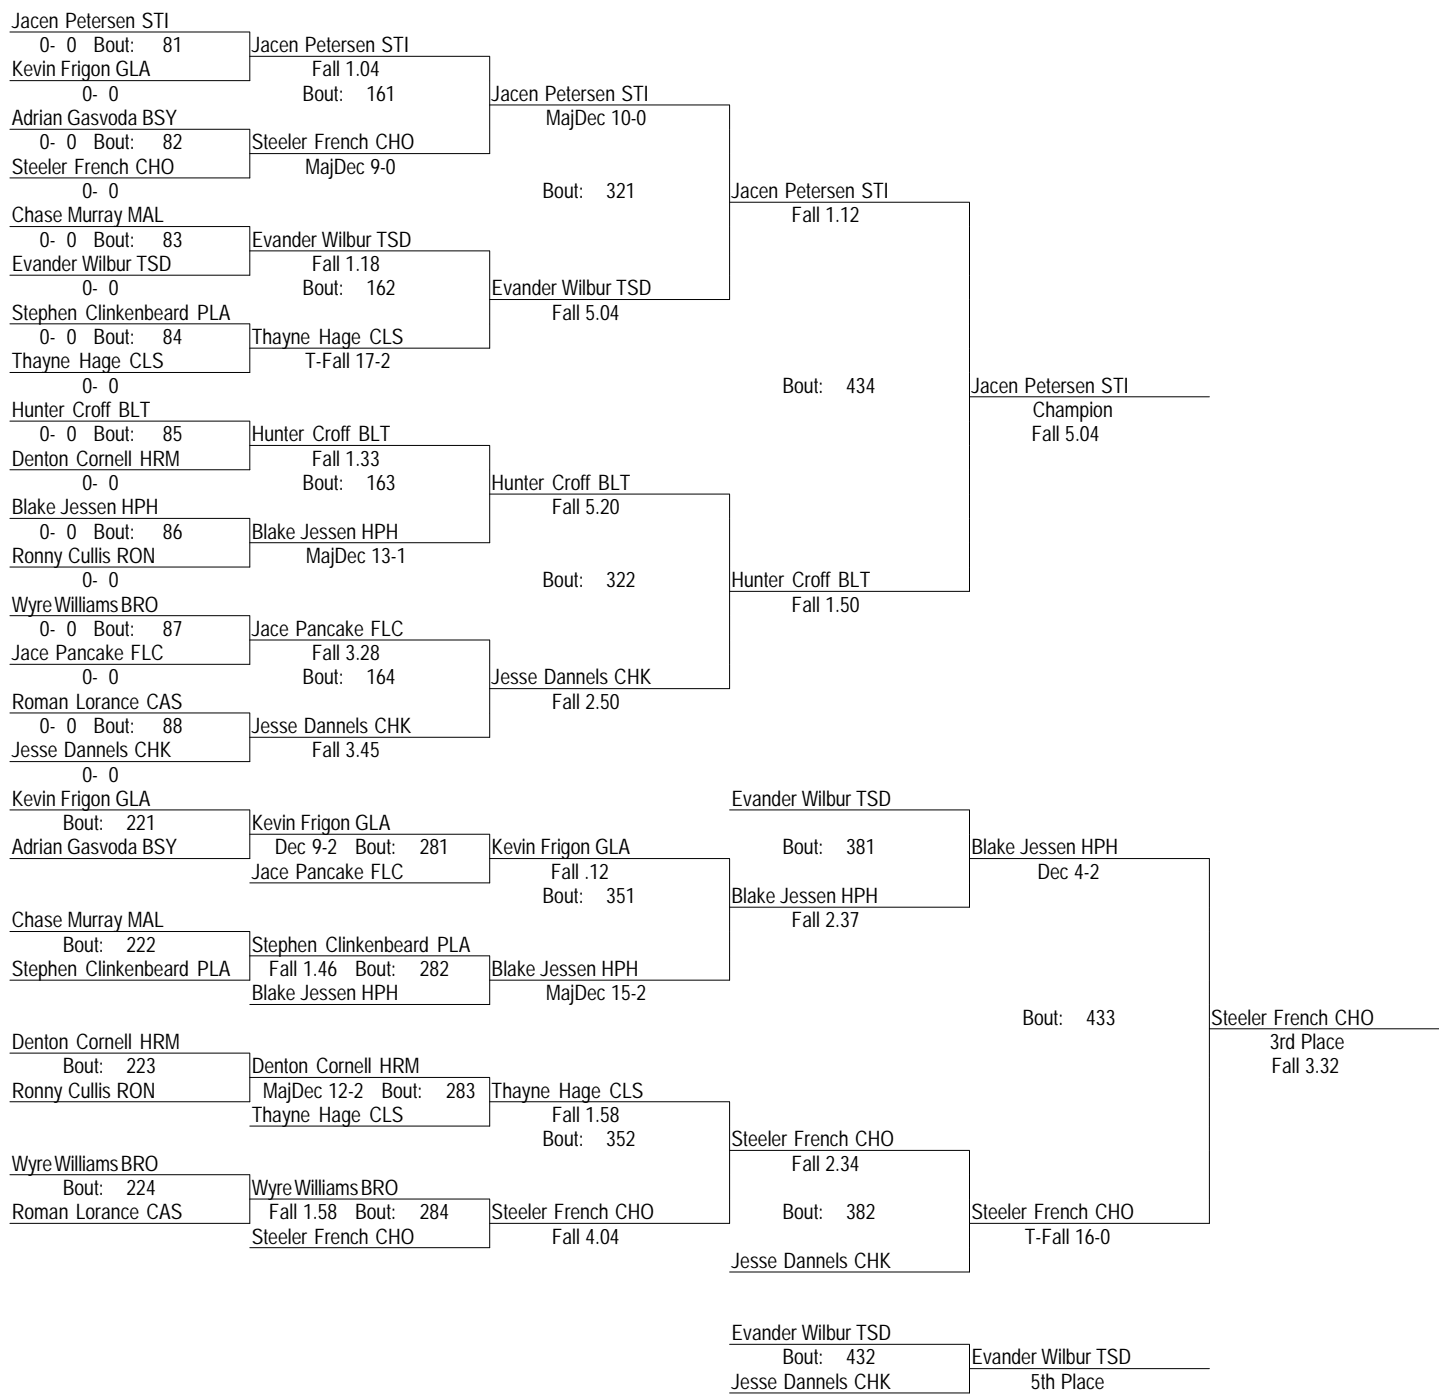 Jacen Petersen STI
0- 0 Bout: 81 Jacen Petersen STI
Kevin Frigon GLA Fall 1.04
0- 0 Bout: 161 Jacen Petersen STI
Adrian Gasvoda BSY MajDec 10-0
0- 0 Bout: 82 Steeler French CHO
Steeler French CHO MajDec 9-0
0- 0 Bout: 321 Jacen Petersen STI
Chase Murray MAL Fall 1.12
0- 0 Bout: 83 Evander Wilbur TSD
Evander Wilbur TSD Fall 1.18
0- 0 Bout: 162 Evander Wilbur TSD
Stephen Clinkenbeard PLA Fall 5.04
0- 0 Bout: 84 Thayne Hage CLS
Thayne Hage CLS T-Fall 17-2
0- 0 Bout: 434 Jacen Petersen STI
Hunter Croff BLT Champion
0- 0 Bout: 85 Hunter Croff BLT Fall 5.04
Denton Cornell HRM Fall 1.33
0- 0 Bout: 163 Hunter Croff BLT
Blake Jessen HPH Fall 5.20
0- 0 Bout: 86 Blake Jessen HPH
Ronny Cullis RON MajDec 13-1
0- 0 Bout: 322 Hunter Croff BLT
Wyre Williams BRO Fall 1.50
0- 0 Bout: 87 Jace Pancake FLC
Jace Pancake FLC Fall 3.28
0- 0 Bout: 164 Jesse Dannels CHK
Roman Lorance CAS Fall 2.50
0- 0 Bout: 88 Jesse Dannels CHK
Jesse Dannels CHK Fall 3.45
0- 0
Kevin Frigon GLA Evander Wilbur TSD
Bout: 221 Kevin Frigon GLA
Adrian Gasvoda BSY Dec 9-2 Bout: 281 Kevin Frigon GLA Bout: 381 Blake Jessen HPH
Jace Pancake FLC Fall .12 Dec 4-2
Bout: 351 Blake Jessen HPH
Chase Murray MAL Fall 2.37
Bout: 222 Stephen Clinkenbeard PLA
Stephen Clinkenbeard PLA Fall 1.46 Bout: 282 Blake Jessen HPH
Blake Jessen HPH MajDec 15-2
Bout: 433 Steeler French CHO
Denton Cornell HRM 3rd Place
Bout: 223 Denton Cornell HRM Fall 3.32
Ronny Cullis RON MajDec 12-2 Bout: 283 Thayne Hage CLS
Thayne Hage CLS Fall 1.58
Bout: 352 Steeler French CHO
Wyre Williams BRO Fall 2.34
Bout: 224 Wyre Williams BRO
Roman Lorance CAS Fall 1.58 Bout: 284 Steeler French CHO Bout: 382 Steeler French CHO
Steeler French CHO Fall 4.04 T-Fall 16-0
Jesse Dannels CHK
Evander Wilbur TSD
Bout: 432 Evander Wilbur TSD
Jesse Dannels CHK 5th Place